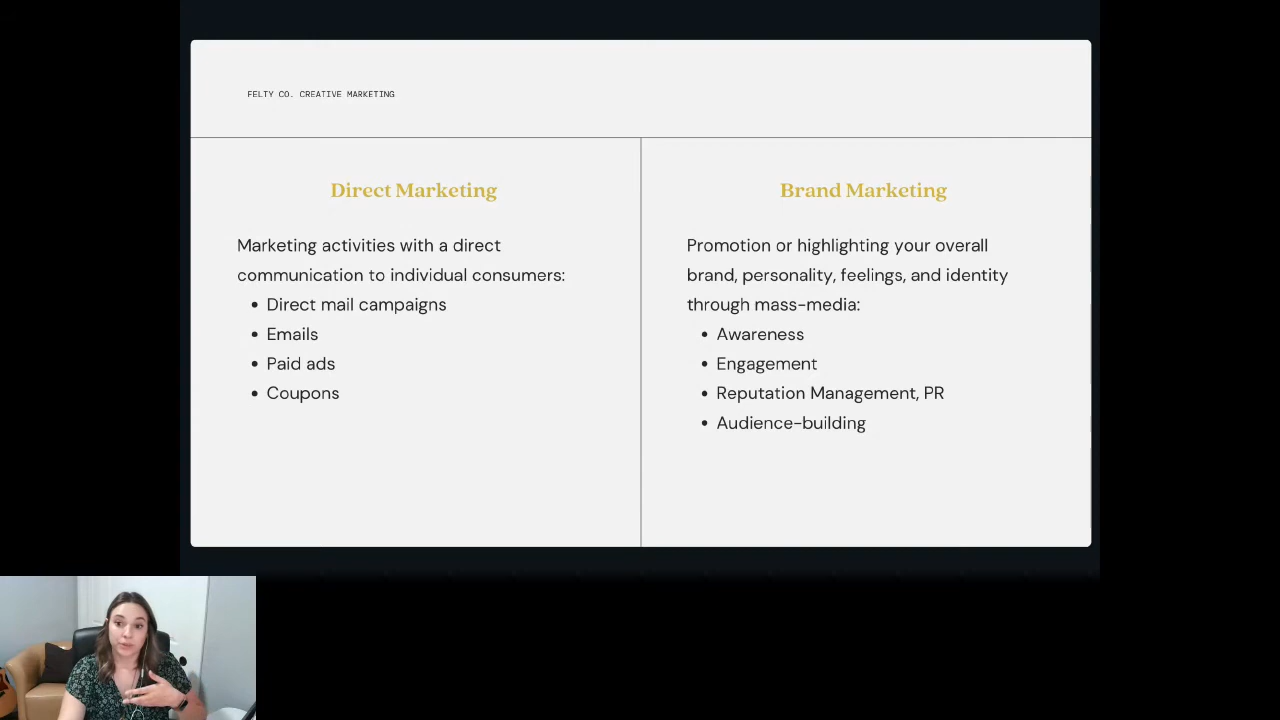 FELTY CO. CREATIVE MARKETING
Direct Marketing
Marketing activities with a direct
communication to individual consumers:
• Direct mail campaigns
• Emails
• Paid ads
• Coupons
Brand Marketing
Promotion or highlighting your overall
brand, personality, feelings, and identity
through mass-media:
• Awareness
• Engagement
• Reputation Management, PR
• Audience-building